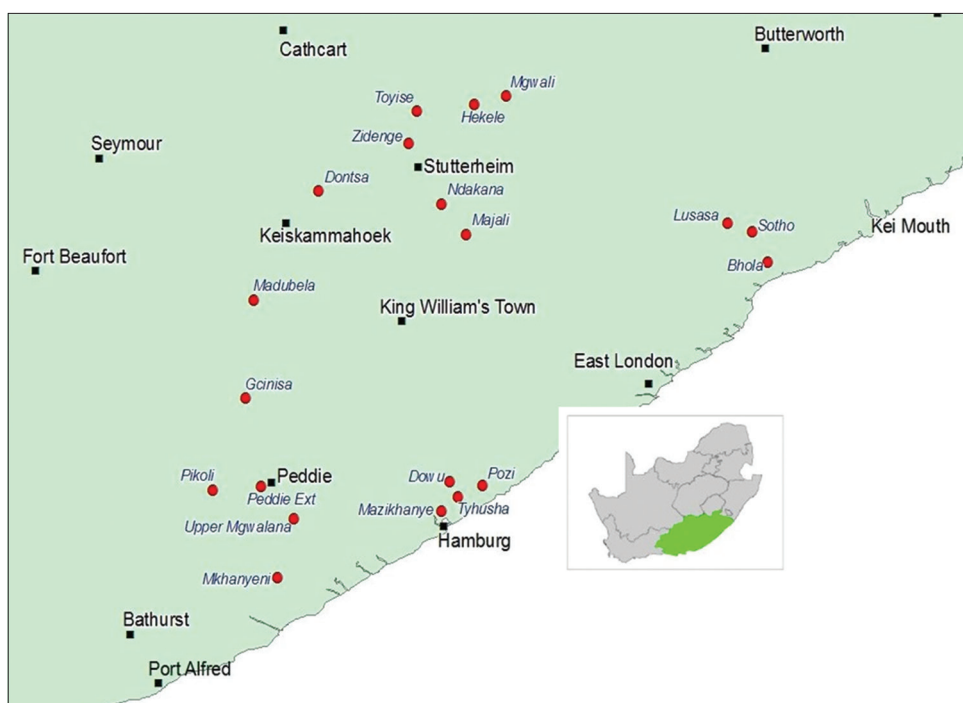 Cathcart
Butterworth
Mgwali
Toyise
Hekele
Zidenge
Seymour
Stutterheim
Dontsa
Ndakana
Keiskammahoek
Majali
Lusasa
Sotho
Kei Mouth
Fort Beaufort
Bhola
Madubela
King William's Town
East London
Gcinisa
Pikoli
Peddie
Dowu
Pozi
Peddie Ext
Mazikhanye
Tyhusha
Upper Mgwalana
Hamburg
Mkhanyeni
Bathurst
Port Alfred